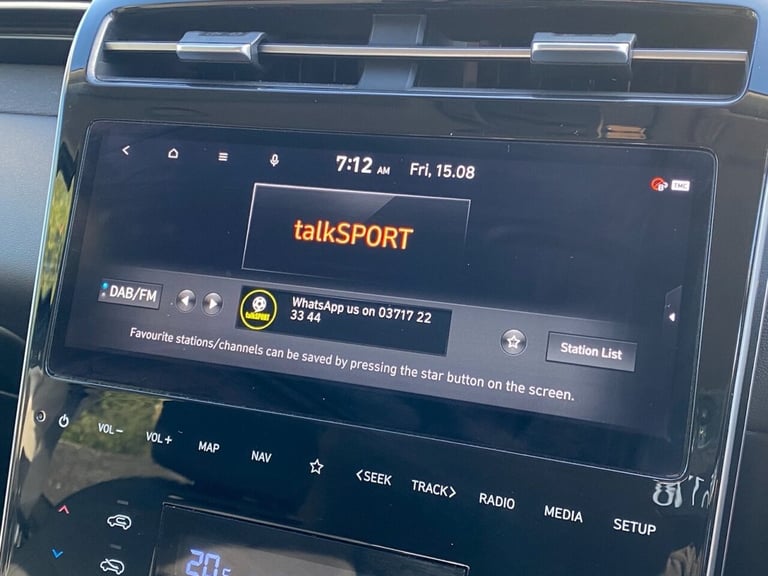 7:12 AM Fri, 15.08
TMC
talkSPORT
DAB/FM
talkSPORT
WhatsApp us on 03717 22
33 44
Station List
Favourite stations/channels can be saved by pressing the star button on the screen.
VOL−
VOL+
MAP
NAV
<SEEK
TRACK>
RADIO
MEDIA
SETUP
20.5